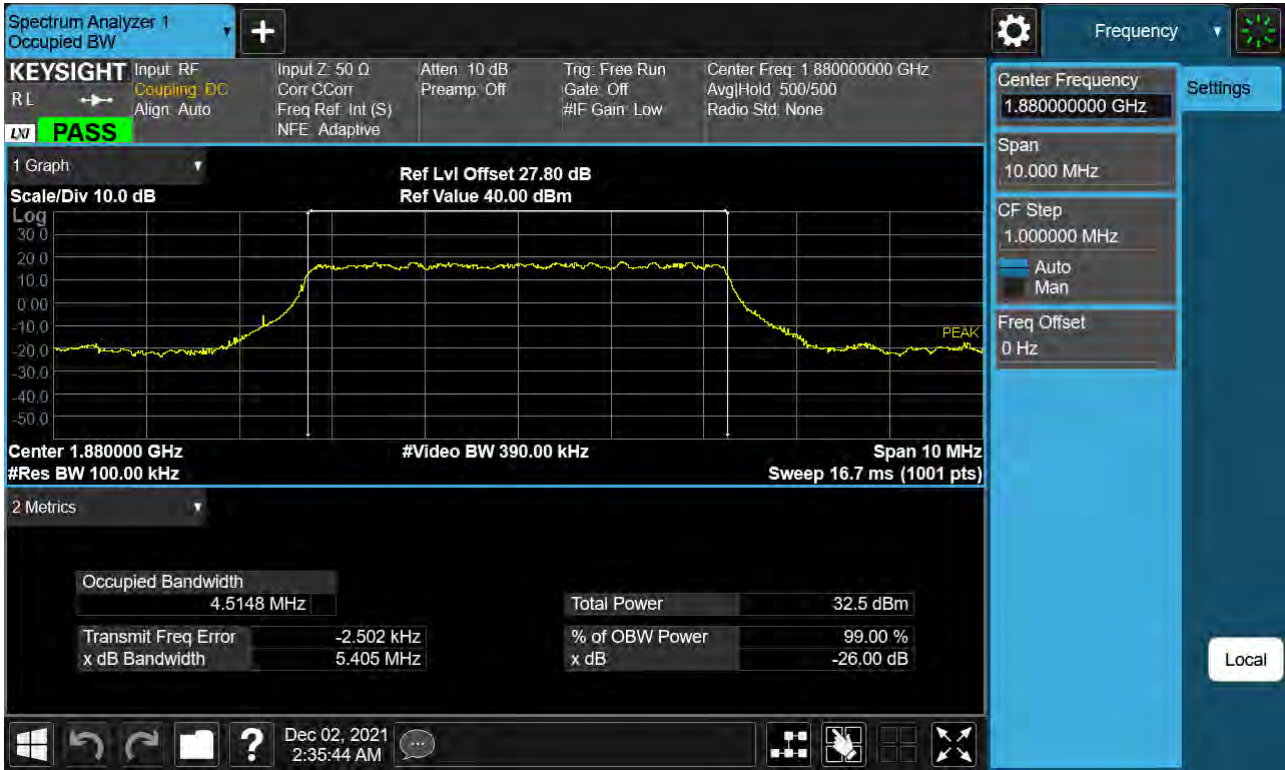 Spectrum Analyzer 1
Occupied BW
Frequency
KEYSIGHT
R L
LXI PASS
Input: RF
Coupling: DC
Align: Auto
Input Z: 50 Ω
Corr CCorr
Freq Ref: Int (S)
NFE: Adaptive
Atten: 10 dB
Preamp: Off
Trig: Free Run
Gate: Off
#IF Gain: Low
Center Freq: 1.880000000 GHz
Avg|Hold: 500/500
Radio Std: None
Center Frequency
1.880000000 GHz
Settings
Span
10.000 MHz
CF Step
1.000000 MHz
Auto
Man
Freq Offset
0 Hz
Local
1 Graph
Scale/Div 10.0 dB
Ref Lvl Offset 27.80 dB
Ref Value 40.00 dBm
Log
30.0
20.0
10.0
0.00
-10.0
-20.0
-30.0
-40.0
-50.0
PEAK
Center 1.880000 GHz
#Video BW 390.00 kHz
Span 10 MHz
#Res BW 100.00 kHz
Sweep 16.7 ms (1001 pts)
2 Metrics
Occupied Bandwidth
4.5148 MHz
Total Power 32.5 dBm
Transmit Freq Error -2.502 kHz
% of OBW Power 99.00 %
x dB Bandwidth 5.405 MHz
x dB -26.00 dB
Dec 02, 2021
2:35:44 AM